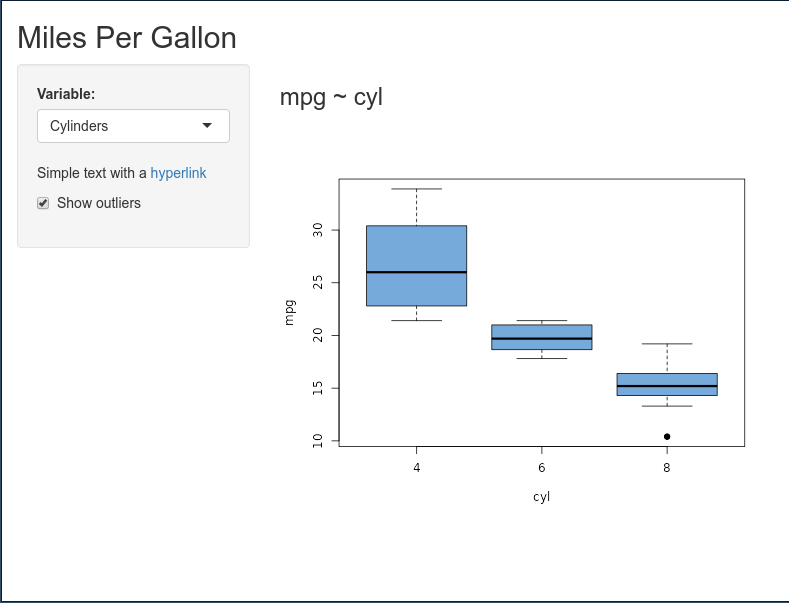 Miles Per Gallon
Variable:
Cylinders
Simple text with a hyperlink
Show outliers
mpg ~ cyl
mpg
30
25
20
15
10
4 6 8
cyl